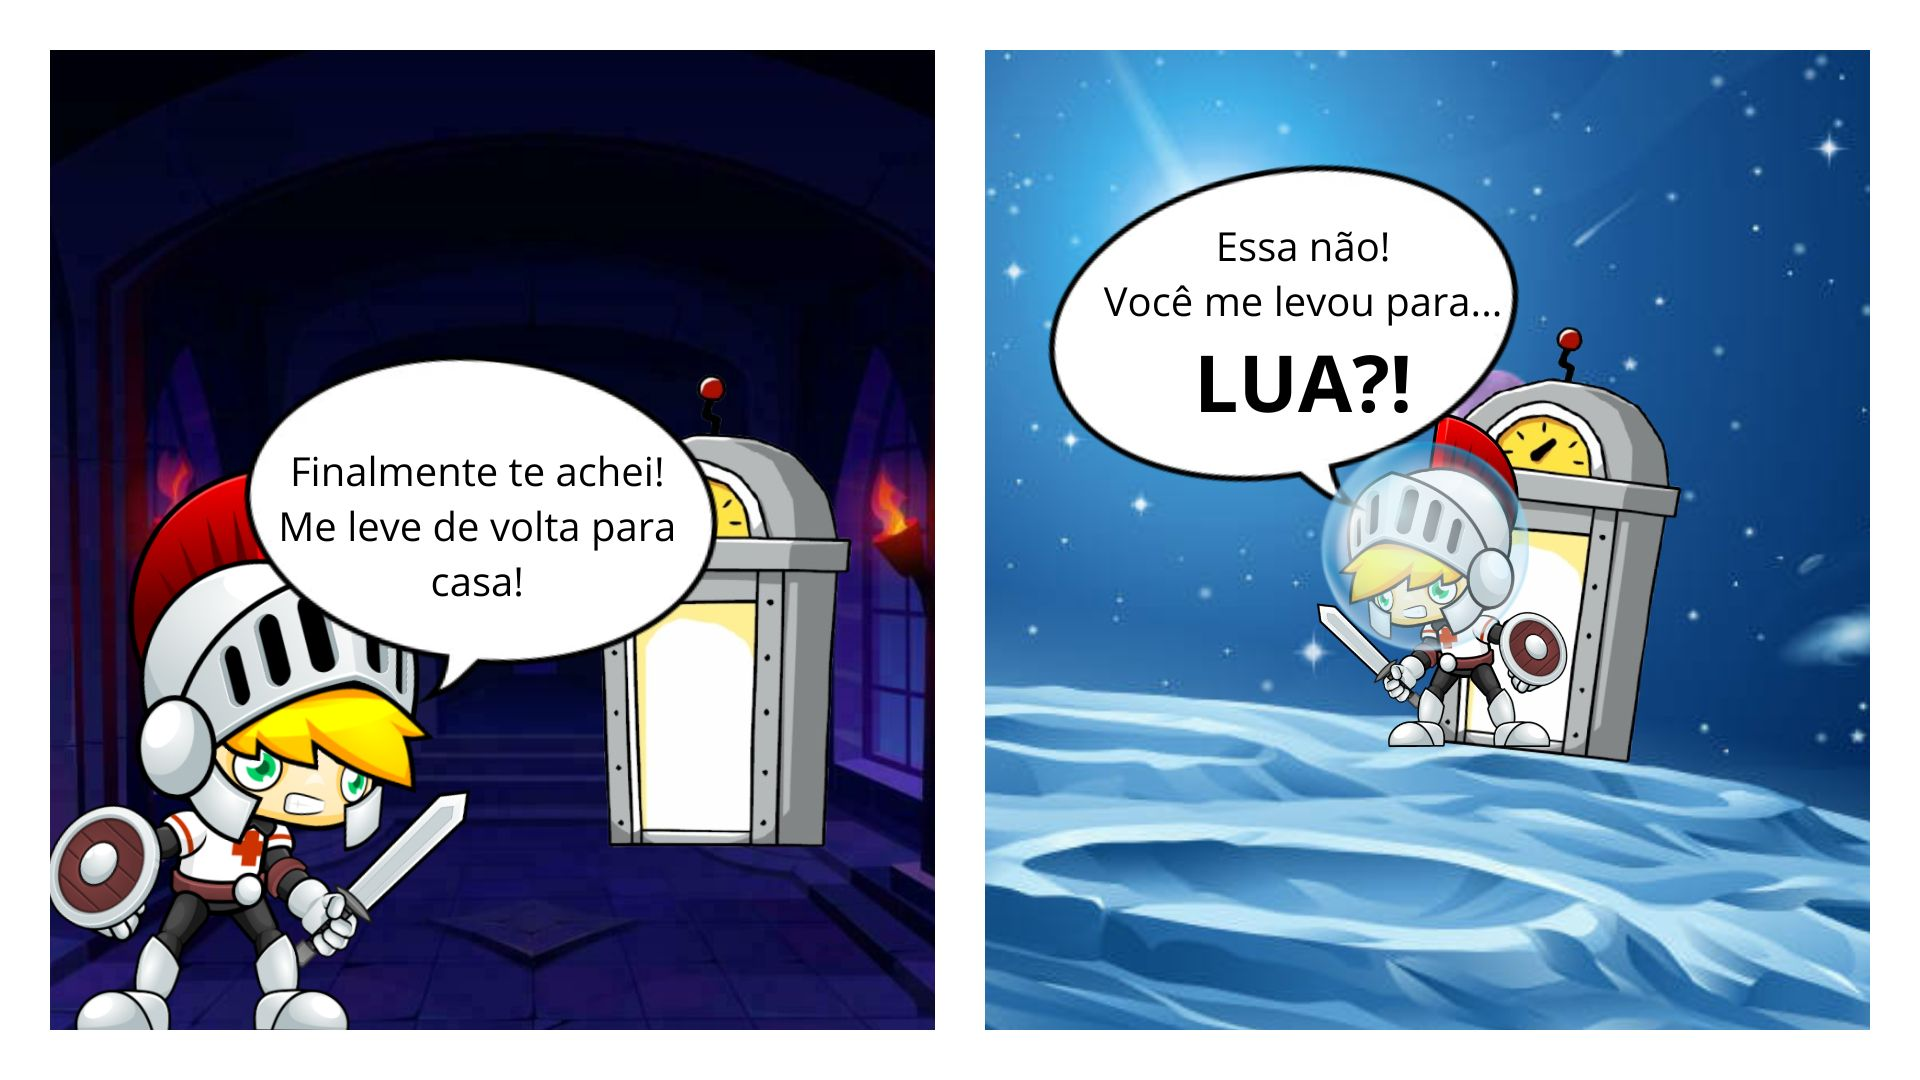 Finalmente te achei!
Me leve de volta para
casa!
Essa não!
Você me levou para...
LUA?!